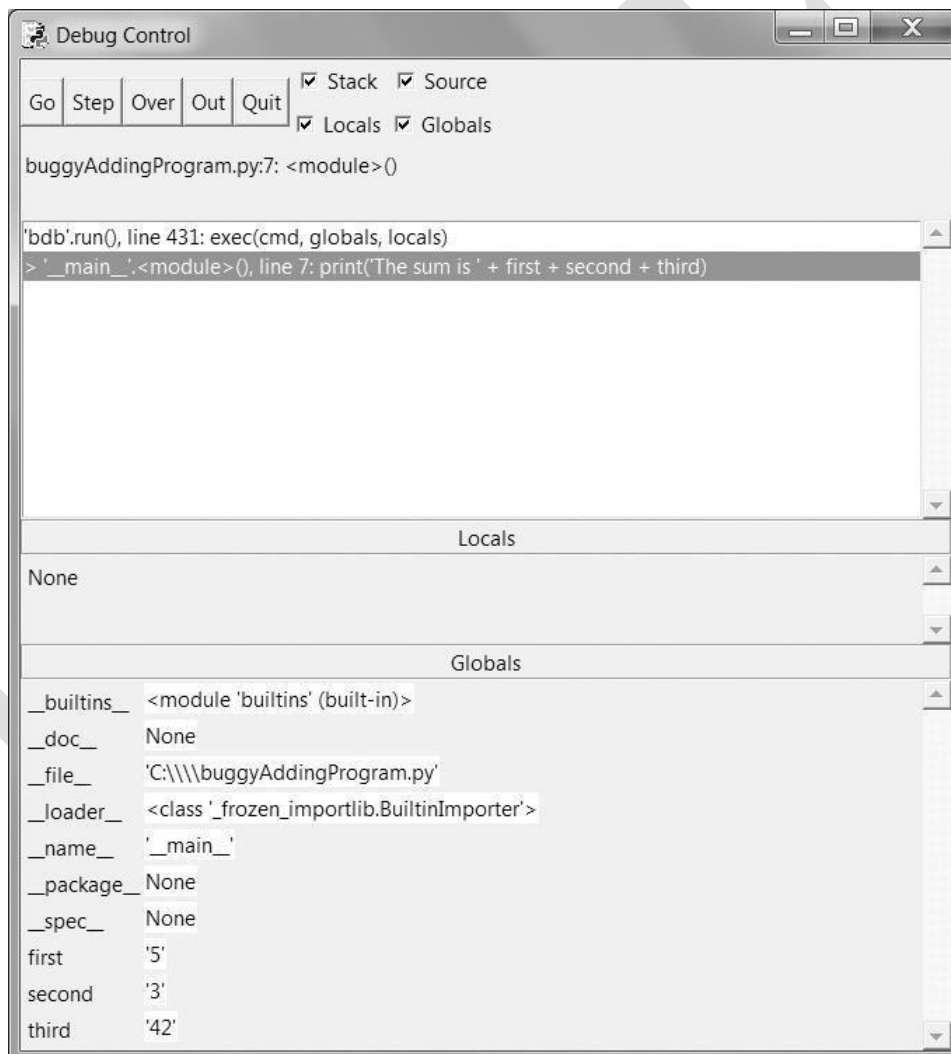 Debug Control
Go Step Over Out Quit
Stack Source
Locals Globals
buggyAddingProgram.py:7: <module>()
'bdb'.run(), line 431: exec(cmd, globals, locals)
> '__main__'.<module>(), line 7: print('The sum is ' + first + second + third)
Locals
None
Globals
__builtins__ <module 'builtins' (built-in)>
__doc__ None
__file__ 'C:\\\\buggyAddingProgram.py'
__loader__ <class '_frozen_importlib.BuiltinImporter'>
__name__ '__main__'
__package__ None
__spec__ None
first '5'
second '3'
third '42'